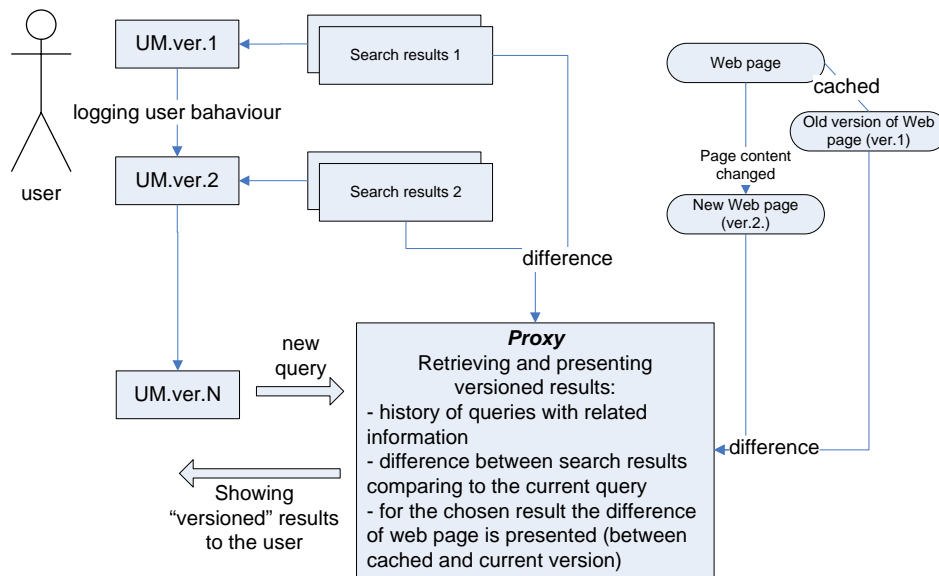 UM.ver.1
Search results 1
Web page
cached
logging user bahaviour
Old version of Web
page (ver.1)
user
UM.ver.2
Search results 2
Page content
changed
New Web page
(ver.2.)
difference
new
query
UM.ver.N
Proxy
Retrieving and presenting
versioned results:
- history of queries with related
information
- difference between search results
comparing to the current query
- for the chosen result the difference
of web page is presented (between
cached and current version)
difference
Showing
“versioned” results
to the user